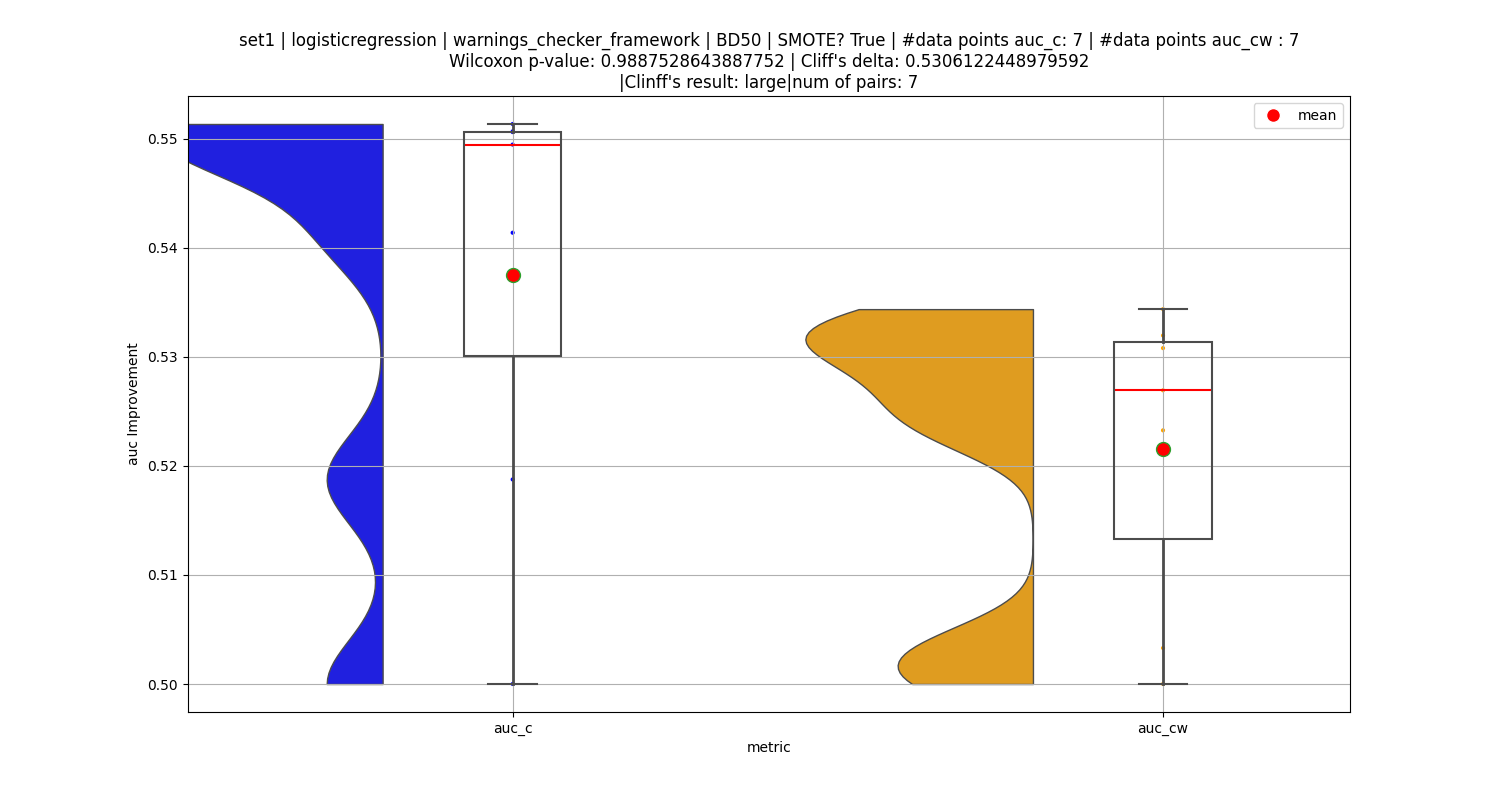 set1 | logisticregression | warnings_checker_framework | BD50 | SMOTE? True | #data points auc_c: 7 | #data points auc_cw : 7
Wilcoxon p-value: 0.9887528643887752 | Cliff's delta: 0.5306122448979592
|Clinff's result: large|num of pairs: 7
mean
0.55
0.54
0.53
0.52
0.51
0.50
auc Improvement
auc_c
auc_cw
metric